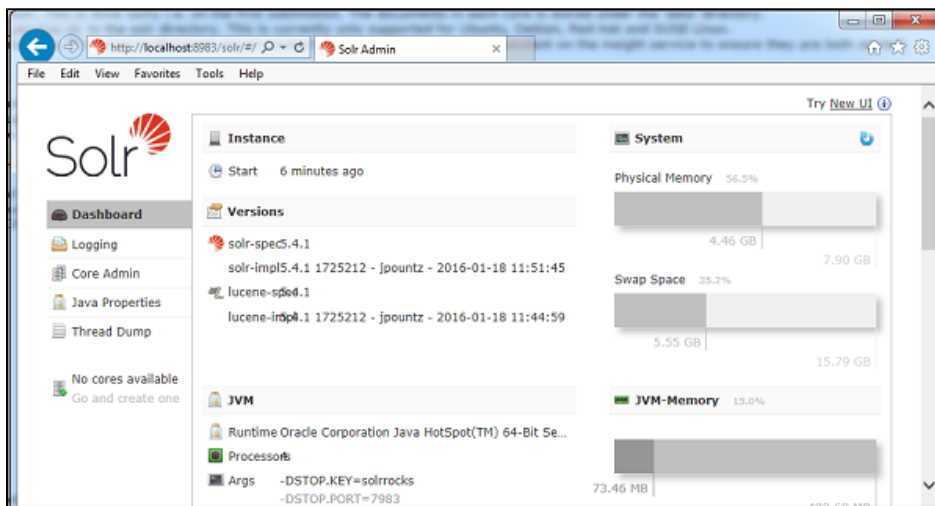 http://localhost:8983/solr/#/
Solr Admin
File Edit View Favorites Tools Help
Try New UI
Solr
Dashboard
Logging
Core Admin
Java Properties
Thread Dump
No cores available
Go and create one
Instance
Start 6 minutes ago
Versions
solr-spec5.4.1
solr-impl5.4.1 1725212 - jpountz - 2016-01-18 11:51:45
lucene-spec5.4.1
lucene-impl5.4.1 1725212 - jpountz - 2016-01-18 11:44:59
JVM
Runtime Oracle Corporation Java HotSpot(TM) 64-Bit Se...
Processors
Args -DSTOP.KEY=solrrocks
-DSTOP.PORT=7983
System
Physical Memory 56.5%
4.46 GB
7.90 GB
Swap Space 35.2%
5.55 GB
15.79 GB
JVM-Memory 15.0%
73.46 MB